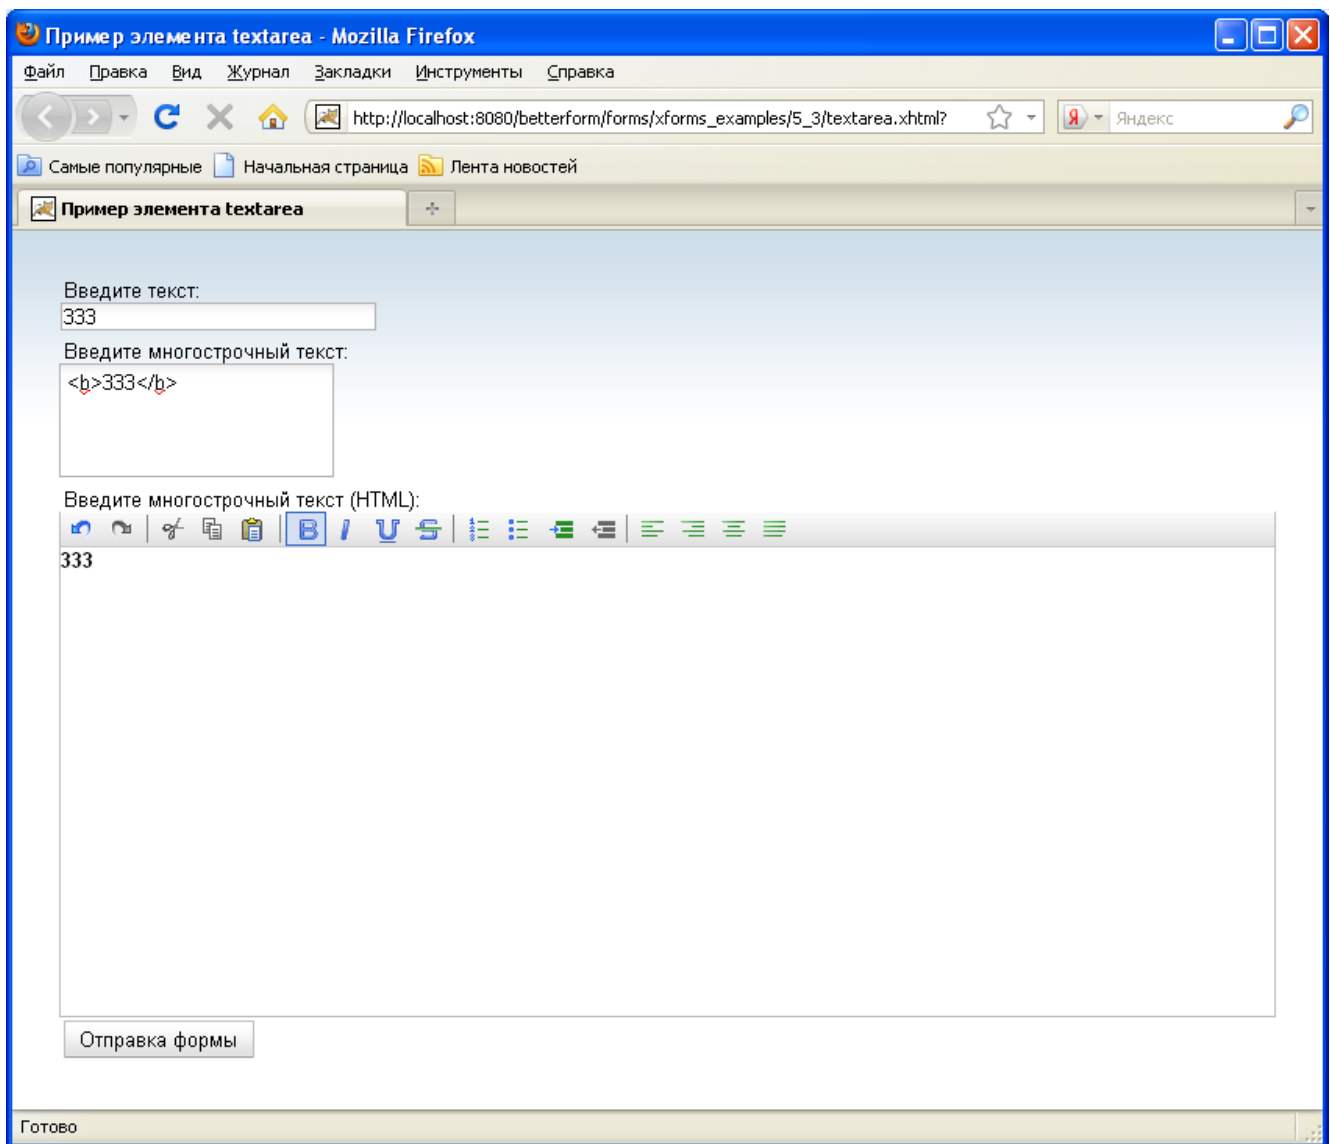 Пример элемента textarea - Mozilla Firefox
Файл Правка Вид Журнал Закладки Инструменты Справка
http://localhost:8080/betterform/forms/xforms_examples/5_3/textarea.xhtml? Я Яндекс
Самые популярные Начальная страница Лента новостей
Пример элемента textarea
Введите текст:
333
Введите многострочный текст:
<b>333</b>
Введите многострочный текст (HTML):
B I U S
333
Отправка формы
Готово